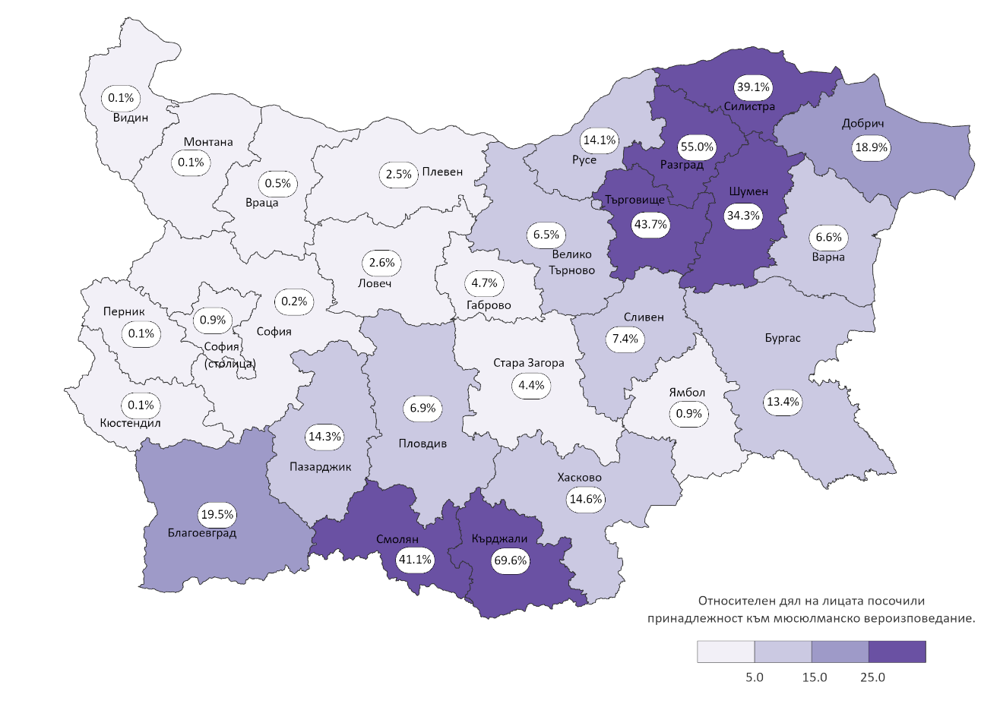 39.1%
Силистра
0.1%
Видин
Добрич
18.9%
14.1%
Русе
55.0%
Разград
Монтана
0.1%
2.5%
Плевен
0.5%
Враца
Търговище
43.7%
Шумен
34.3%
6.5%
Велико
Търново
6.6%
Варна
2.6%
Ловеч
4.7%
Габрово
0.2%
София
Перник
0.1%
0.9%
София
(столица)
Сливен
7.4%
Бургас
13.4%
Стара Загора
4.4%
Ямбол
0.9%
0.1%
Кюстендил
6.9%
Пловдив
14.3%
Пазарджик
Хасково
14.6%
19.5%
Благоевград
Смолян
41.1%
Кърджали
69.6%
Относителен дял на лицата посочили
принадлежност към мюсюлманско вероизповедание.
5.0 15.0 25.0